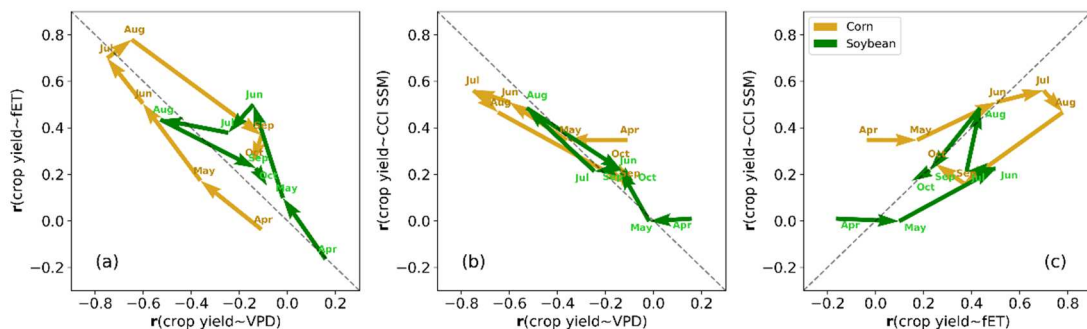 0.8
0.6
0.4
0.2
0.0
−0.2
r(crop yield~fET)
Aug
Jul
Jun
May
Apr
Jun
Aug
Jul
Sep
Oct
Sep
Oct
May
Apr
(a)
−0.8 −0.6 −0.4 −0.2 0.0 0.2
r(crop yield~VPD)
0.8
0.6
0.4
0.2
0.0
−0.2
r(crop yield~CCI SSM)
Jul
Jun
Aug
Aug
May
Apr
Oct
Jun
Sep
Jul
Sep
Oct
May
Apr
(b)
−0.8 −0.6 −0.4 −0.2 0.0 0.2
r(crop yield~VPD)
Corn
Soybean
0.8
0.6
0.4
0.2
0.0
−0.2
r(crop yield~CCI SSM)
Jul
Jun
Aug
Aug
Apr
May
Oct
Sep
Sep
Jul
Jun
Oct
Apr
May
(c)
−0.2 0.0 0.2 0.4 0.6 0.8
r(crop yield~fET)